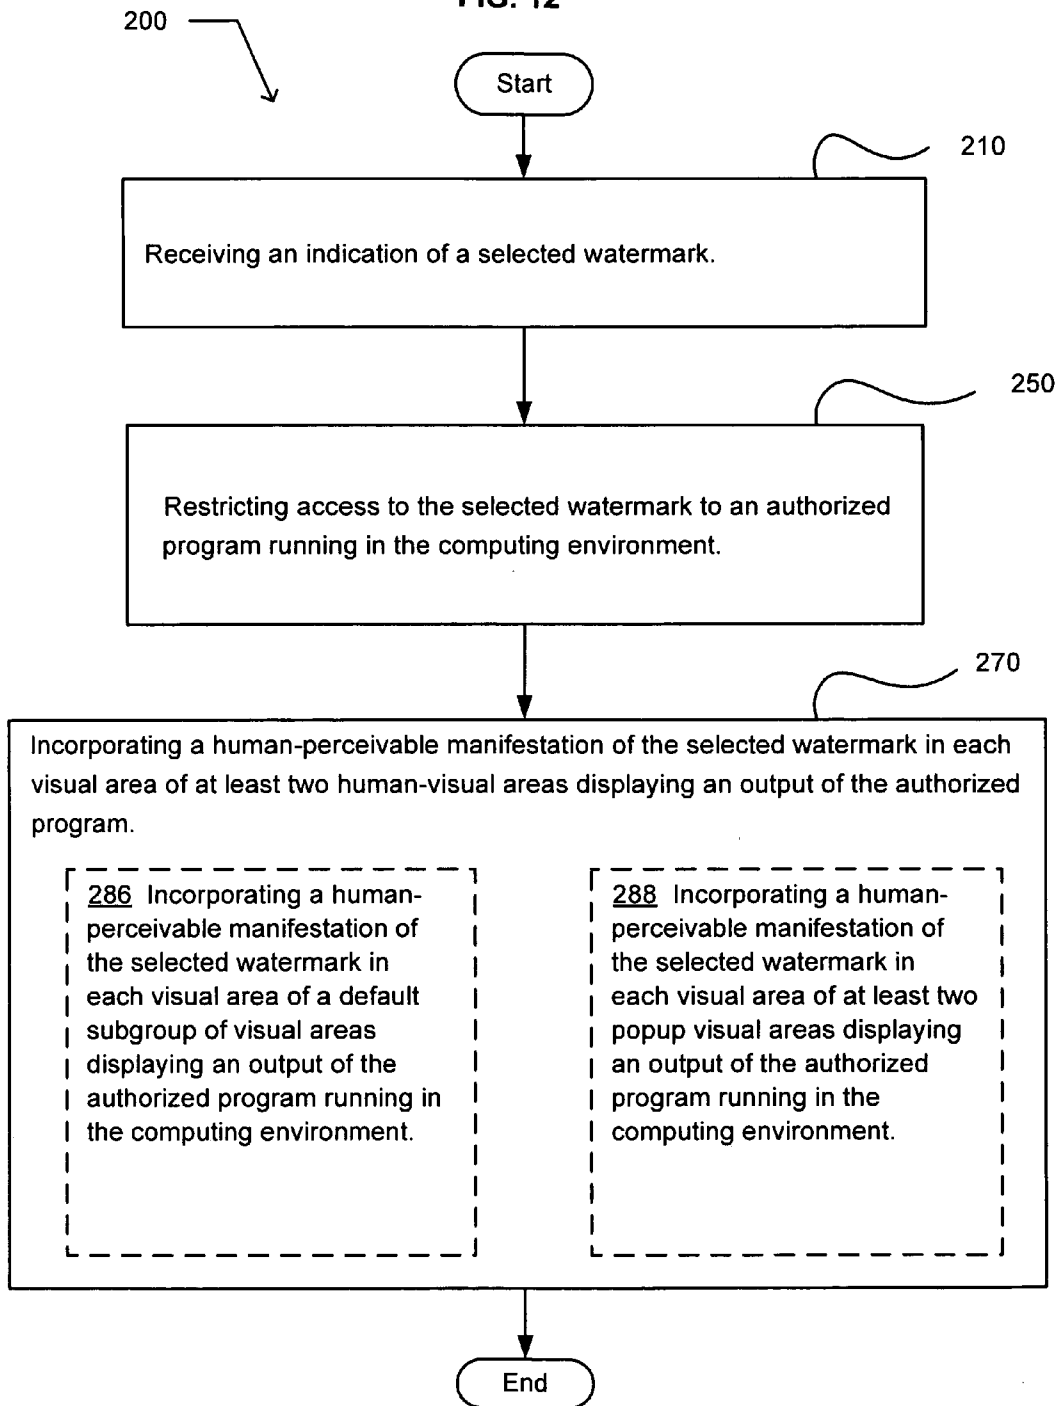 FIG. 12
200
Start
210
Receiving an indication of a selected watermark.
250
Restricting access to the selected watermark to an authorized
program running in the computing environment.
270
Incorporating a human-perceivable manifestation of the selected watermark in each
visual area of at least two human-visual areas displaying an output of the authorized
program.
286 Incorporating a human-
perceivable manifestation of
the selected watermark in
each visual area of a default
subgroup of visual areas
displaying an output of the
authorized program running in
the computing environment.
288 Incorporating a human-
perceivable manifestation of
the selected watermark in
each visual area of at least two
popup visual areas displaying
an output of the authorized
program running in the
computing environment.
End